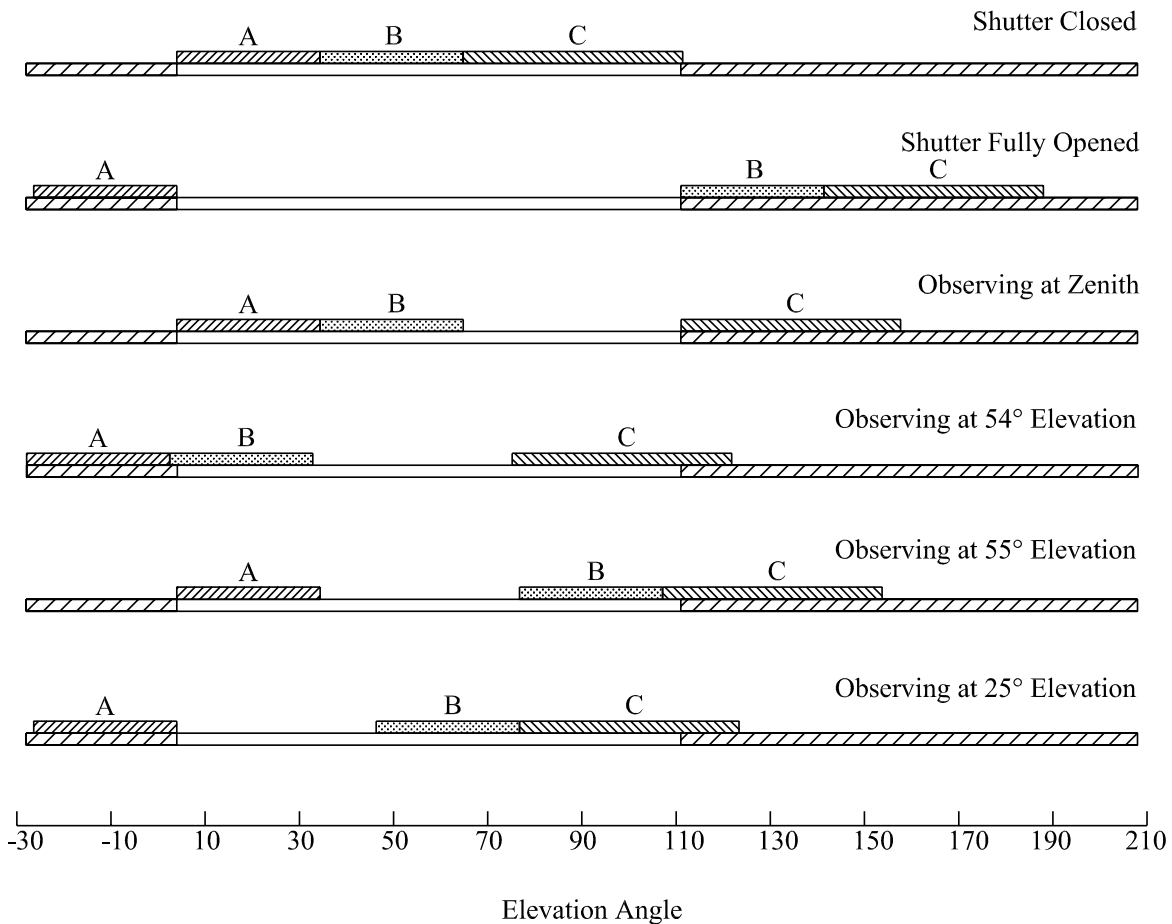 Shutter Closed
A B C
Shutter Fully Opened
A B C
Observing at Zenith
A B C
Observing at 54° Elevation
A B C
Observing at 55° Elevation
A B C
Observing at 25° Elevation
A B C
-30 -10 10 30 50 70 90 110 130 150 170 190 210
Elevation Angle